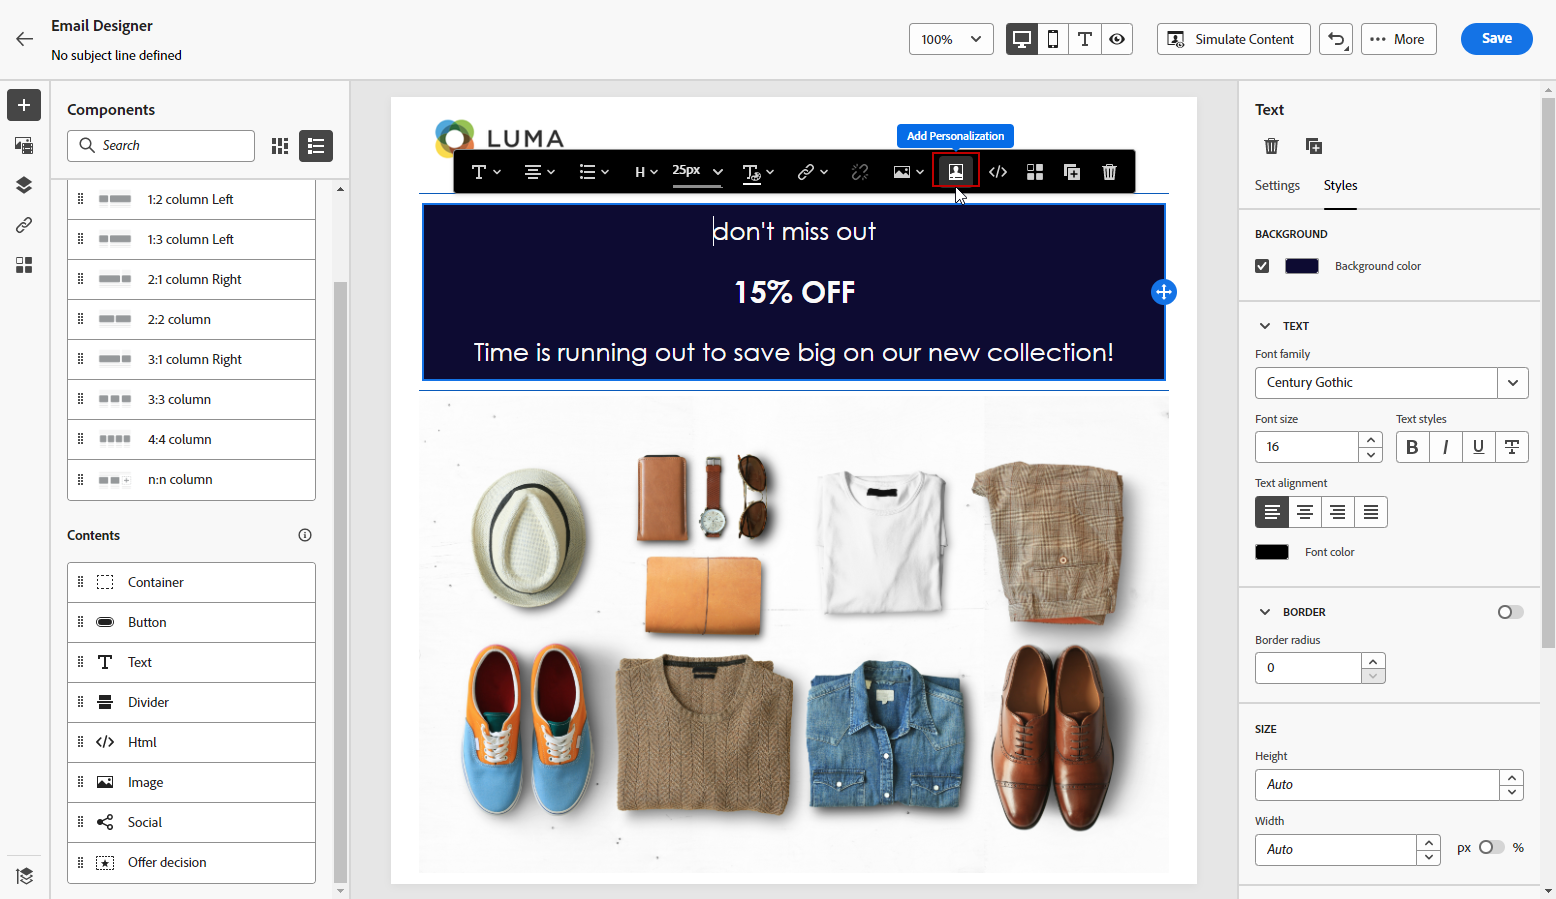 Email Designer
No subject line defined
100%
Simulate Content
More
Save
Components
Search
1:2 column Left
1:3 column Left
2:1 column Right
2:2 column
3:1 column Right
3:3 column
4:4 column
n:n column
Contents
Container
Button
Text
Divider
Html
Image
Social
Offer decision
LUMA
Add Personalization
H
25px
don't miss out
15% OFF
Time is running out to save big on our new collection!
Text
Settings
Styles
BACKGROUND
Background color
TEXT
Font family
Century Gothic
Font size
Text styles
16
B I U T
Text alignment
Font color
BORDER
Border radius
0
SIZE
Height
Auto
Width
Auto
px
%